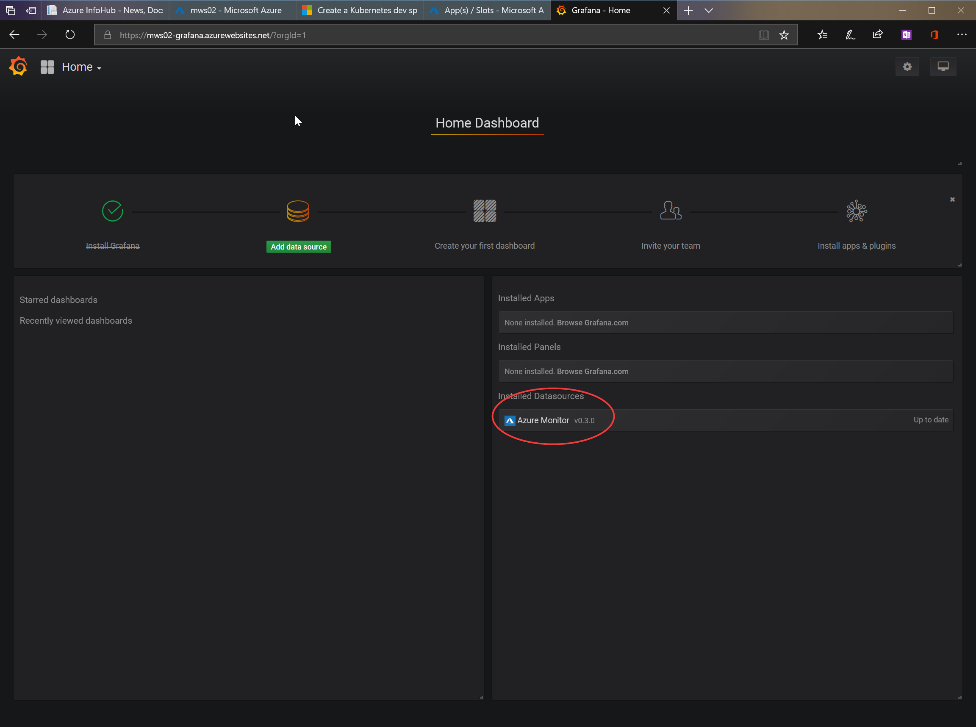 Azure InfoHub - News, Doc
mws02 - Microsoft Azure
Create a Kubernetes dev sp
App(s) / Slots - Microsoft A
Grafana - Home
https://mws02-grafana.azurewebsites.net/?orgId=1
Home
Home Dashboard
Install Grafana
Add data source
Create your first dashboard
Invite your team
Install apps & plugins
Starred dashboards
Recently viewed dashboards
Installed Apps
None installed. Browse Grafana.com
Installed Panels
None installed. Browse Grafana.com
Installed Datasources
Azure Monitor v0.3.0
Up to date